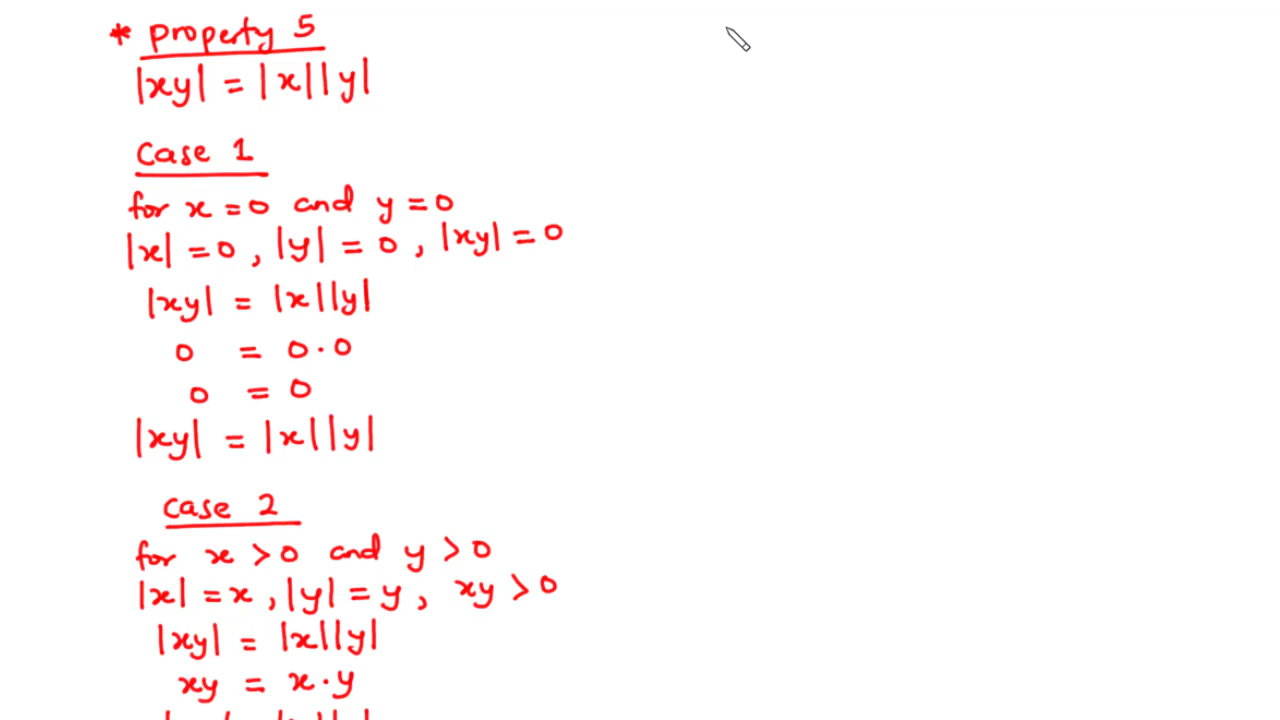 * Property 5
|xy| = |x||y|
Case 1
for x = 0 and y = 0
|x| = 0, |y| = 0, |xy| = 0
|xy| = |x||y|
0 = 0·0
0 = 0
|xy| = |x||y|
Case 2
for x > 0 and y > 0
|x| = x, |y| = y, xy > 0
|xy| = |x||y|
xy = x·y